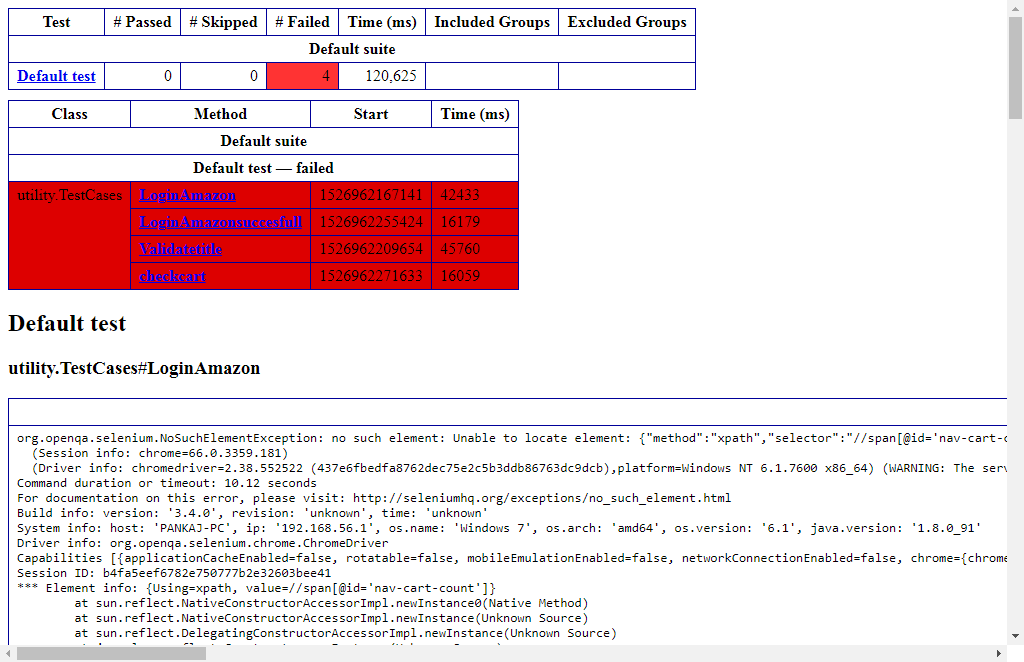 Test # Passed # Skipped # Failed Time (ms) Included Groups Excluded Groups
Default suite
Default test 0 0 4 120,625
Class Method Start Time (ms)
Default suite
Default test — failed
utility.TestCases LoginAmazon 1526962167141 42433
LoginAmazonsuccesfull 1526962255424 16179
Validatetitle 1526962209654 45760
checkcart 1526962271633 16059
Default test
utility.TestCases#LoginAmazon
org.openqa.selenium.NoSuchElementException: no such element: Unable to locate element: {"method":"xpath","selector":"//span[@id='nav-cart-c
(Session info: chrome=66.0.3359.181)
(Driver info: chromedriver=2.38.552522 (437e6fbedfa8762dec75e2c5b3ddb86763dc9dcb),platform=Windows NT 6.1.7600 x86_64) (WARNING: The serv
Command duration or timeout: 10.12 seconds
For documentation on this error, please visit: http://seleniumhq.org/exceptions/no_such_element.html
Build info: version: '3.4.0', revision: 'unknown', time: 'unknown'
System info: host: 'PANKAJ-PC', ip: '192.168.56.1', os.name: 'Windows 7', os.arch: 'amd64', os.version: '6.1', java.version: '1.8.0_91'
Driver info: org.openqa.selenium.chrome.ChromeDriver
Capabilities [{applicationCacheEnabled=false, rotatable=false, mobileEmulationEnabled=false, networkConnectionEnabled=false, chrome={chrome
Session ID: b4fa5eef6782e750777b2e32603bee41
*** Element info: {Using=xpath, value=//span[@id='nav-cart-count']}
at sun.reflect.NativeConstructorAccessorImpl.newInstance0(Native Method)
at sun.reflect.NativeConstructorAccessorImpl.newInstance(Unknown Source)
at sun.reflect.DelegatingConstructorAccessorImpl.newInstance(Unknown Source)